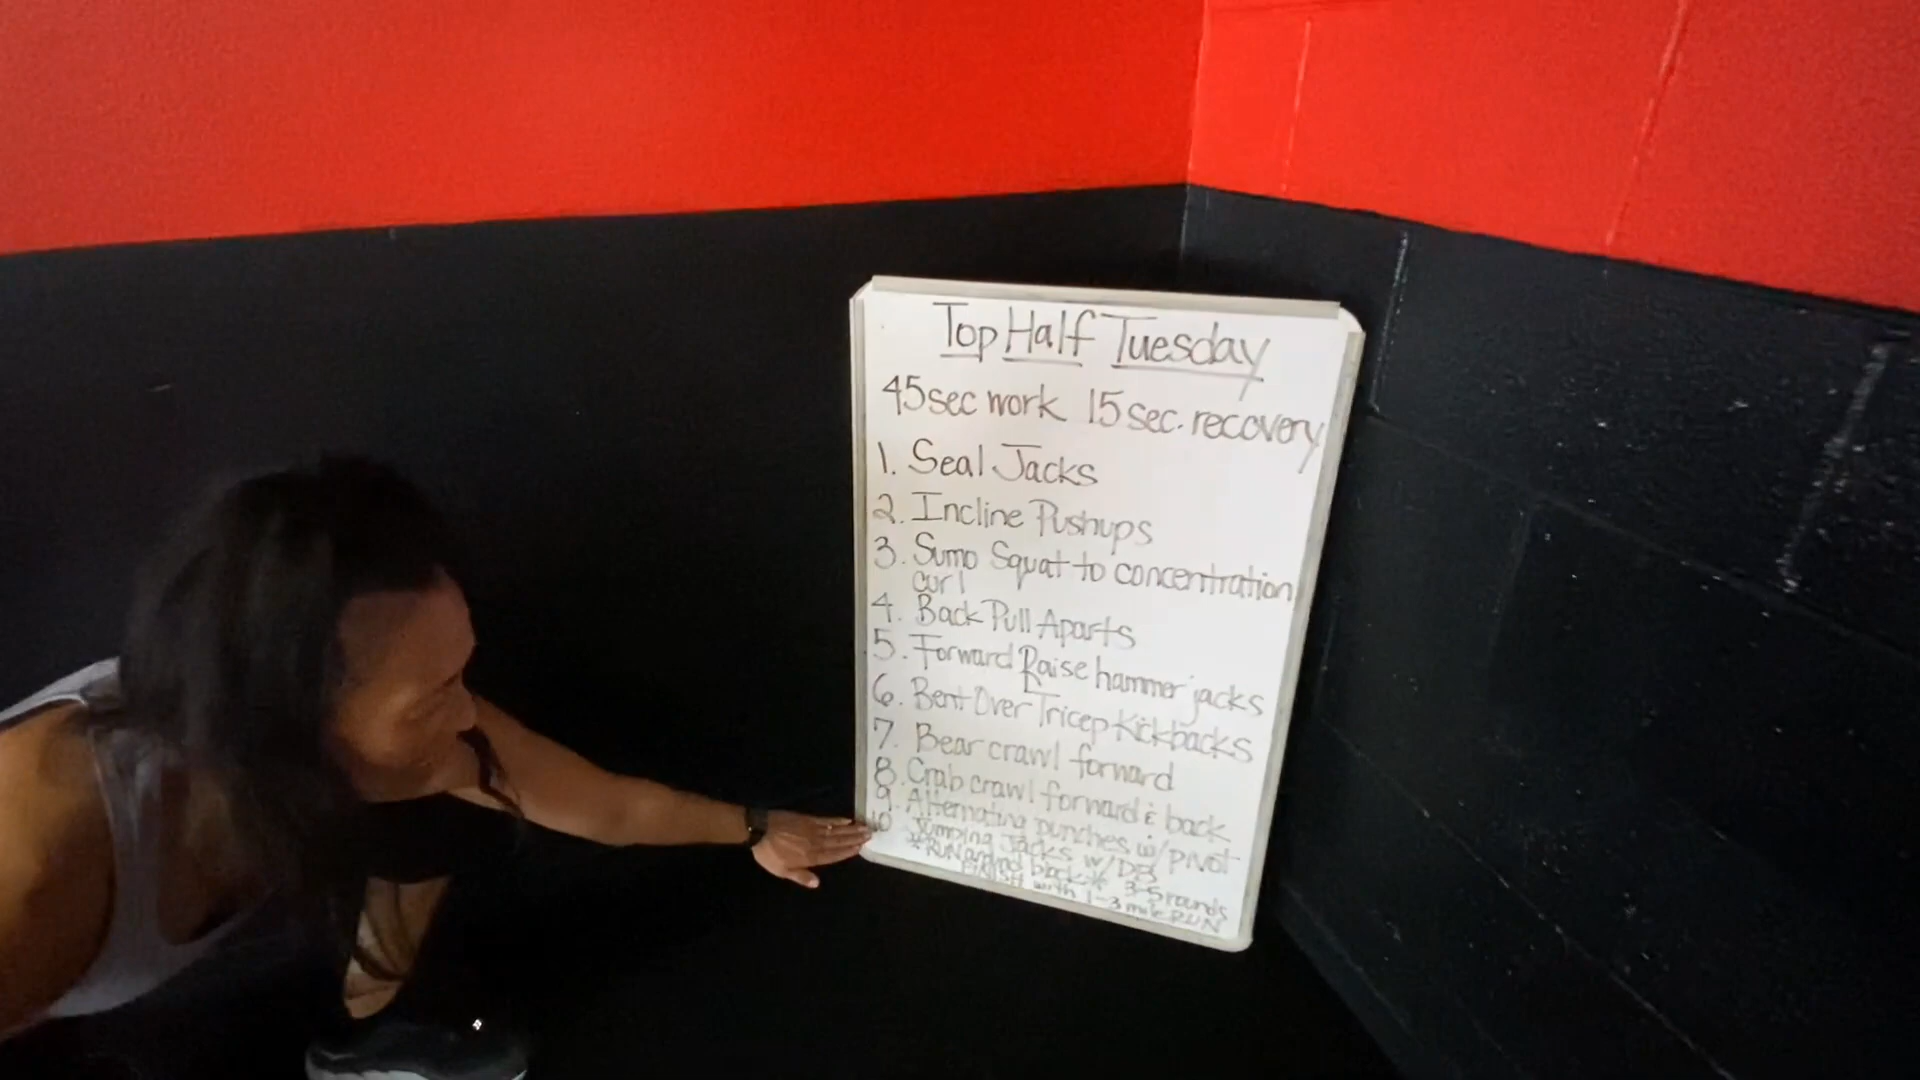 Top Half Tuesday
45sec work 15 sec. recovery
1. Seal Jacks
2. Incline Pushups
3. Sumo Squat to concentration
curl
4. Back Pull Aparts
5. Forward Raise hammer jacks
6. Bent Over Tricep Kickbacks
7. Bear crawl forward
8. Crab crawl forward & back
9. Alternating punches w/ pivot
10 Jumping Jacks w/ DB
*RUN around block* 3-5 rounds
FINISH with 1-3 mile RUN